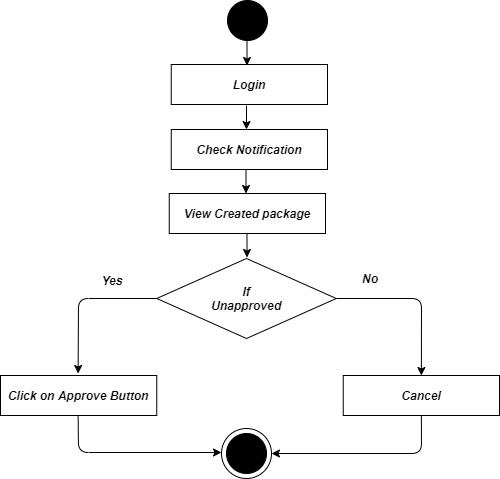 Login
Check Notification
View Created package
If
Unapproved
Yes
No
Click on Approve Button
Cancel